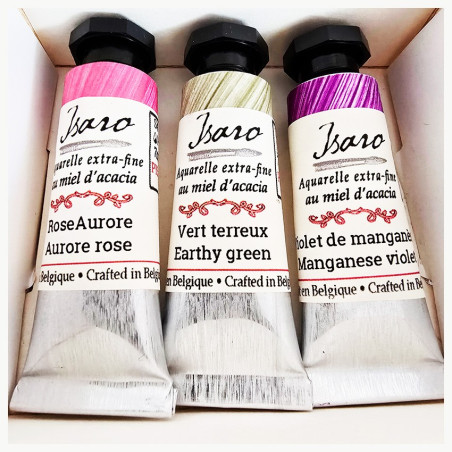 Isaro
Aquarelle extra-fine
au miel d'acacia
RoseAurore
Aurore rose
Belgique • Crafted in Belgi
Isaro
Aquarelle extra-fine
au miel d'acacia
Vert terreux
Earthy green
en Belgique • Crafted in Be
Isaro
Aquarelle extra-fine
au miel d'acacia
iolet de manganè
Manganese violet
en Belgique • Crafted in Bel